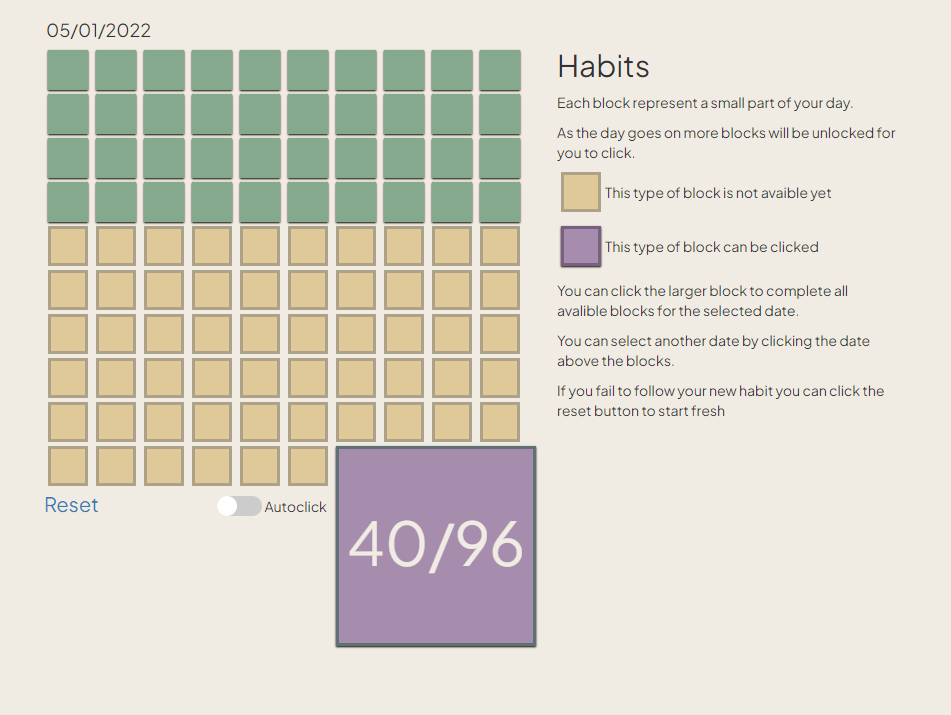 05/01/2022
Habits
Each block represent a small part of your day.
As the day goes on more blocks will be unlocked for
you to click.
This type of block is not avaible yet
This type of block can be clicked
You can click the larger block to complete all
avalible blocks for the selected date.
You can select another date by clicking the date
above the blocks.
If you fail to follow your new habit you can click the
reset button to start fresh
Reset
Autoclick
40/96